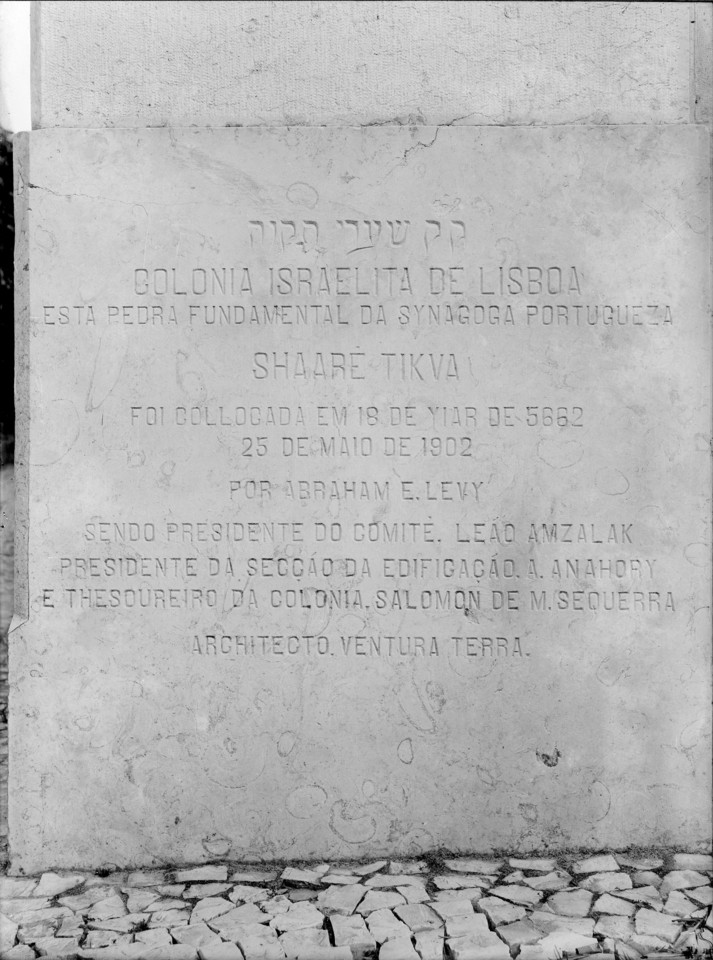 ק״ק שערי תקוה
COLONIA ISRAELITA DE LISBOA
ESTA PEDRA FUNDAMENTAL DA SYNAGOGA PORTUGUEZA
SHAARÉ TIKVA
FOI COLLOCADA EM 18 DE YIAR DE 5662
25 DE MAIO DE 1902
POR ABRAHAM E. LEVY
SENDO PRESIDENTE DO COMITÉ. LEÃO AMZALAK
PRESIDENTE DA SECÇÃO DA EDIFICAÇÃO. A. ANAHORY
E THESOUREIRO DA COLONIA. SALOMON DE M. SEQUERRA
ARCHITECTO. VENTURA TERRA.